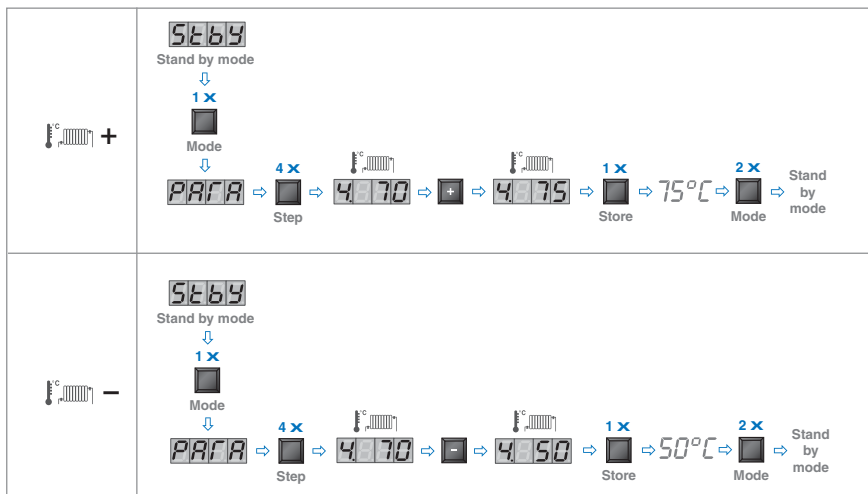 Stby
Stand by mode
1 x
Mode
°C +
PARA
4 x
Step
°C
4. 70
+
°C
4. 75
1 x
Store
75°C
2 x
Mode
Stand
by
mode
Stby
Stand by mode
1 x
Mode
°C −
PARA
4 x
Step
°C
4. 70
-
°C
4. 50
1 x
Store
50°C
2 x
Mode
Stand
by
mode